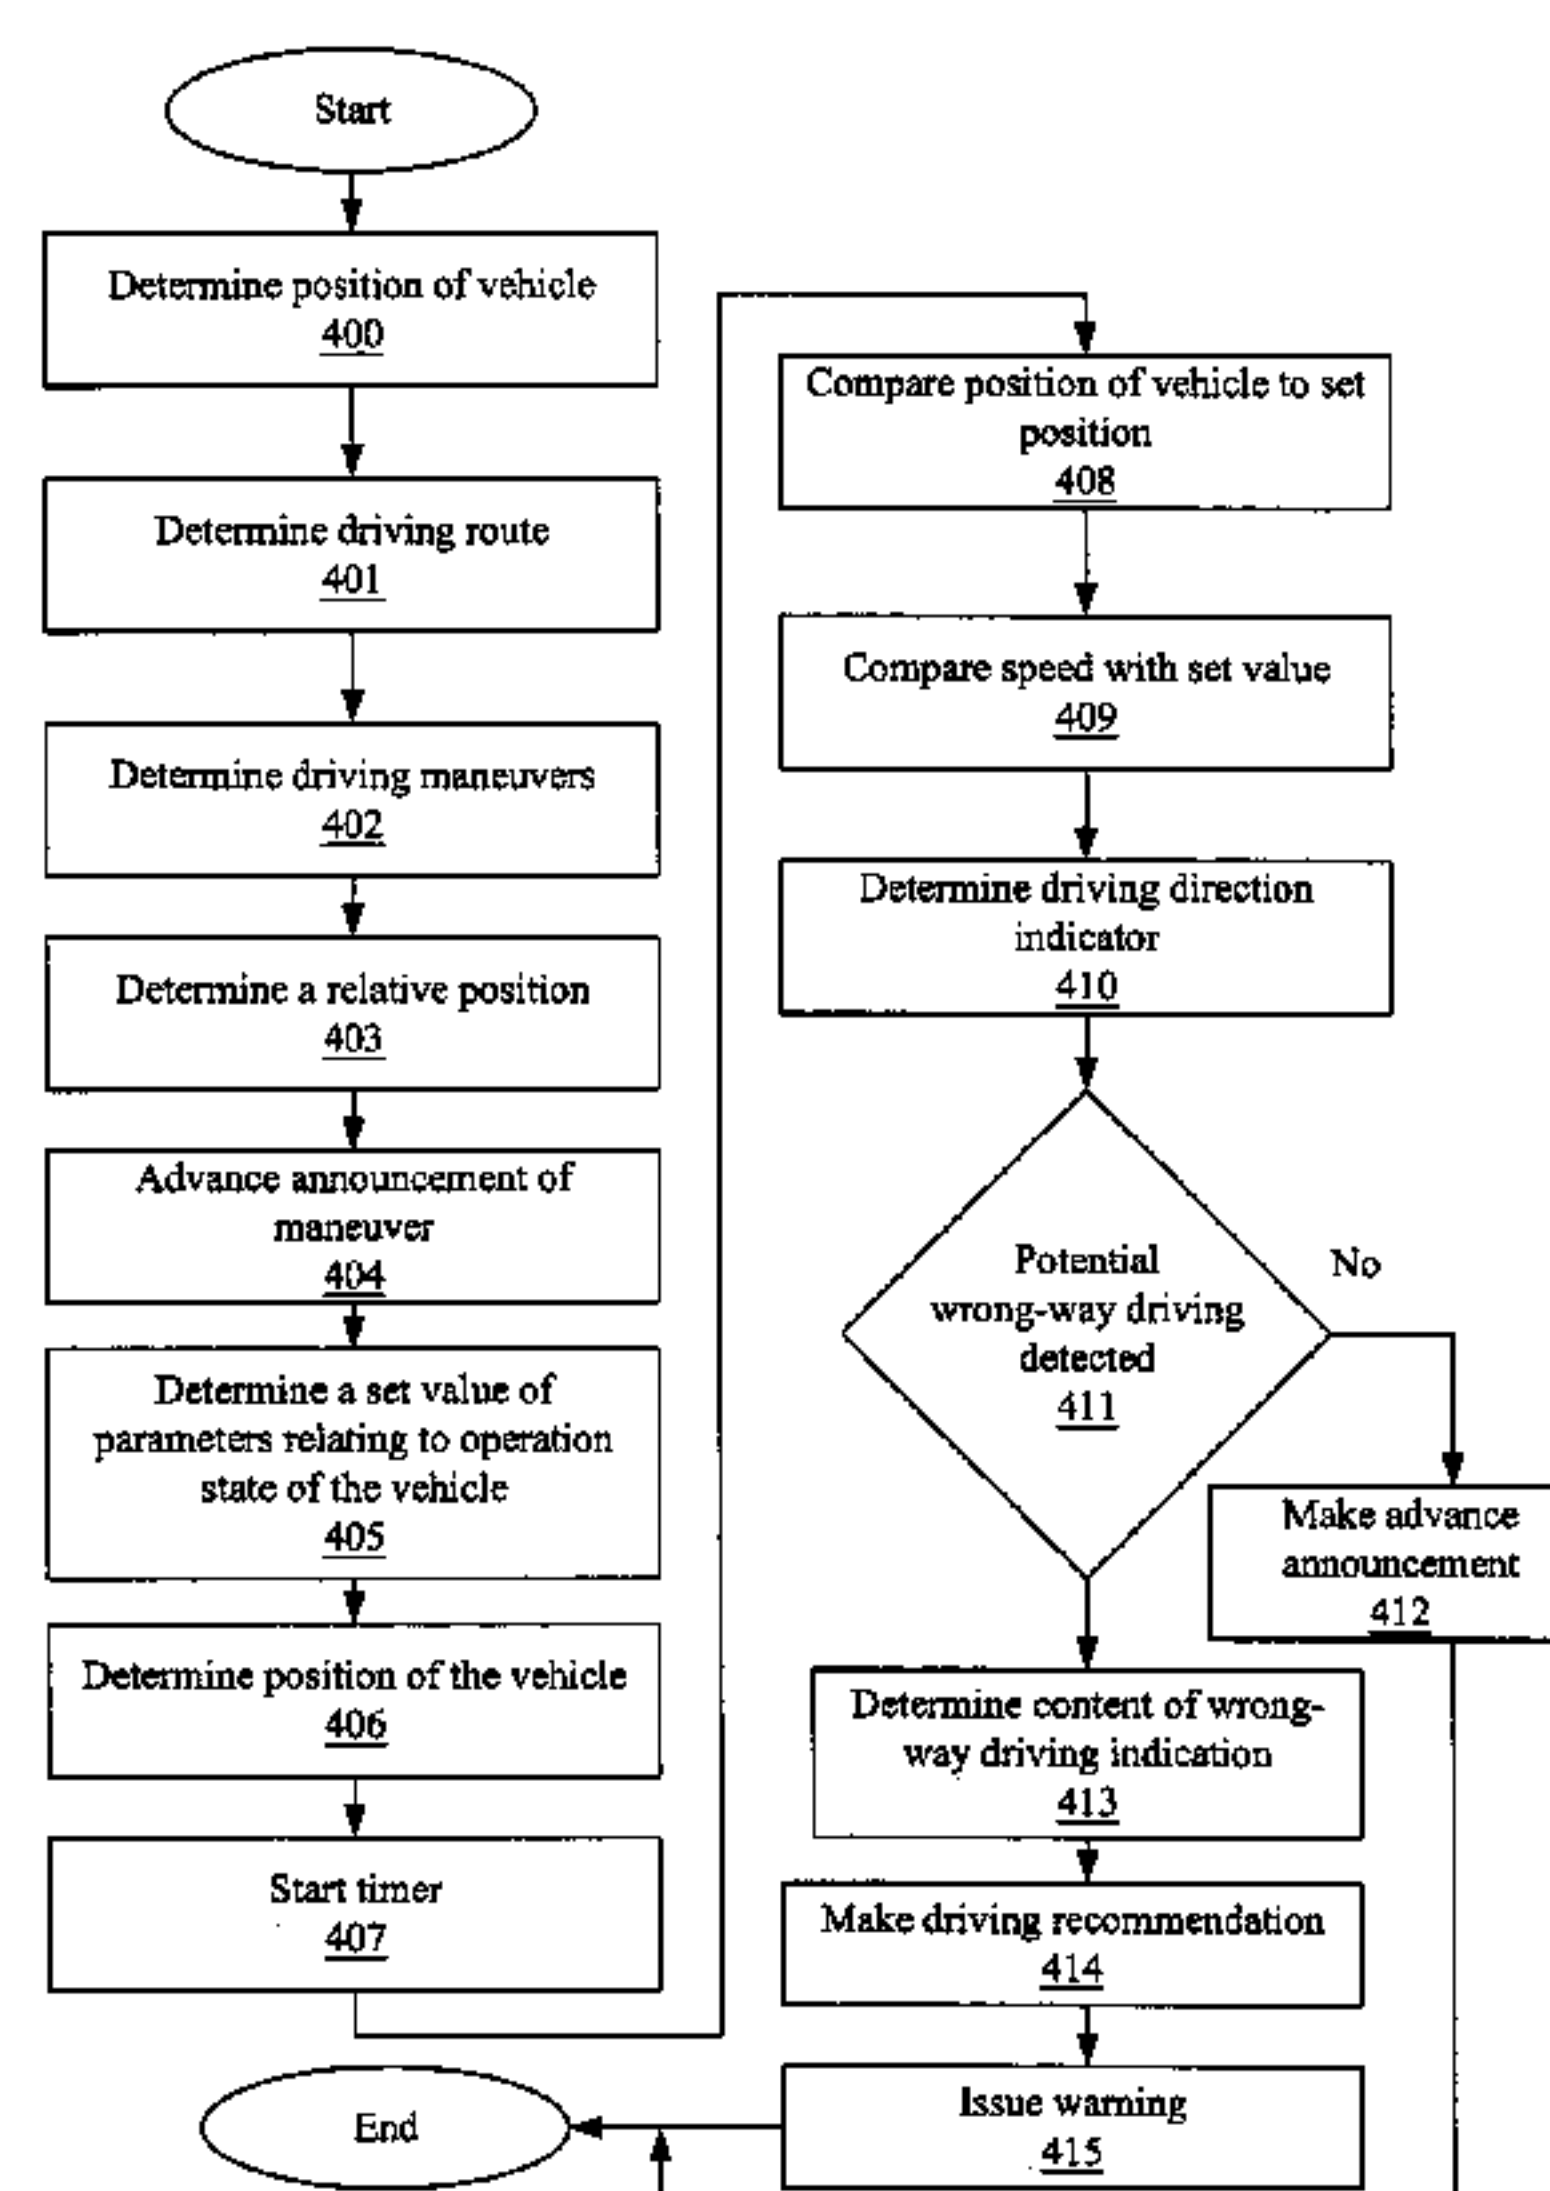 Start
Determine position of vehicle
400
Determine driving route
401
Determine driving maneuvers
402
Determine a relative position
403
Advance announcement of
maneuver
404
Determine a set value of
parameters relating to operation
state of the vehicle
405
Determine position of the vehicle
406
Start timer
407
Compare position of vehicle to set
position
408
Compare speed with set value
409
Determine driving direction
indicator
410
Potential
wrong-way driving
detected
411
No
Make advance
announcement
412
Determine content of wrong-
way driving indication
413
Make driving recommendation
414
Issue warning
415
End